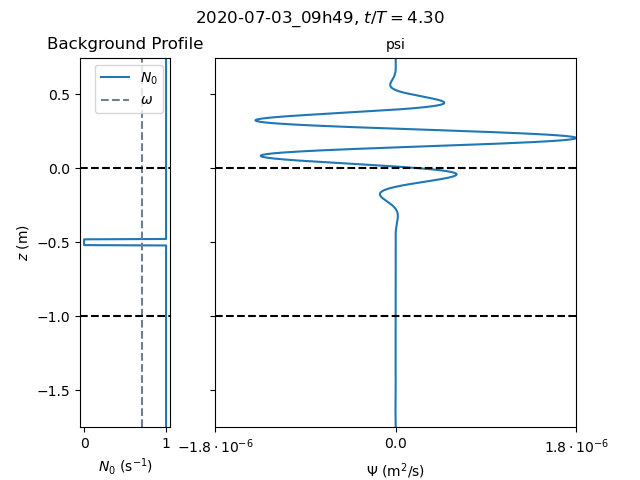 2020-07-03_09h49, t/T = 4.30
Background Profile
psi
N₀
ω
0.5
0.0
−0.5
−1.0
−1.5
z (m)
0
1
N₀ (s⁻¹)
−1.8 · 10⁻⁶
0.0
1.8 · 10⁻⁶
Ψ (m²/s)